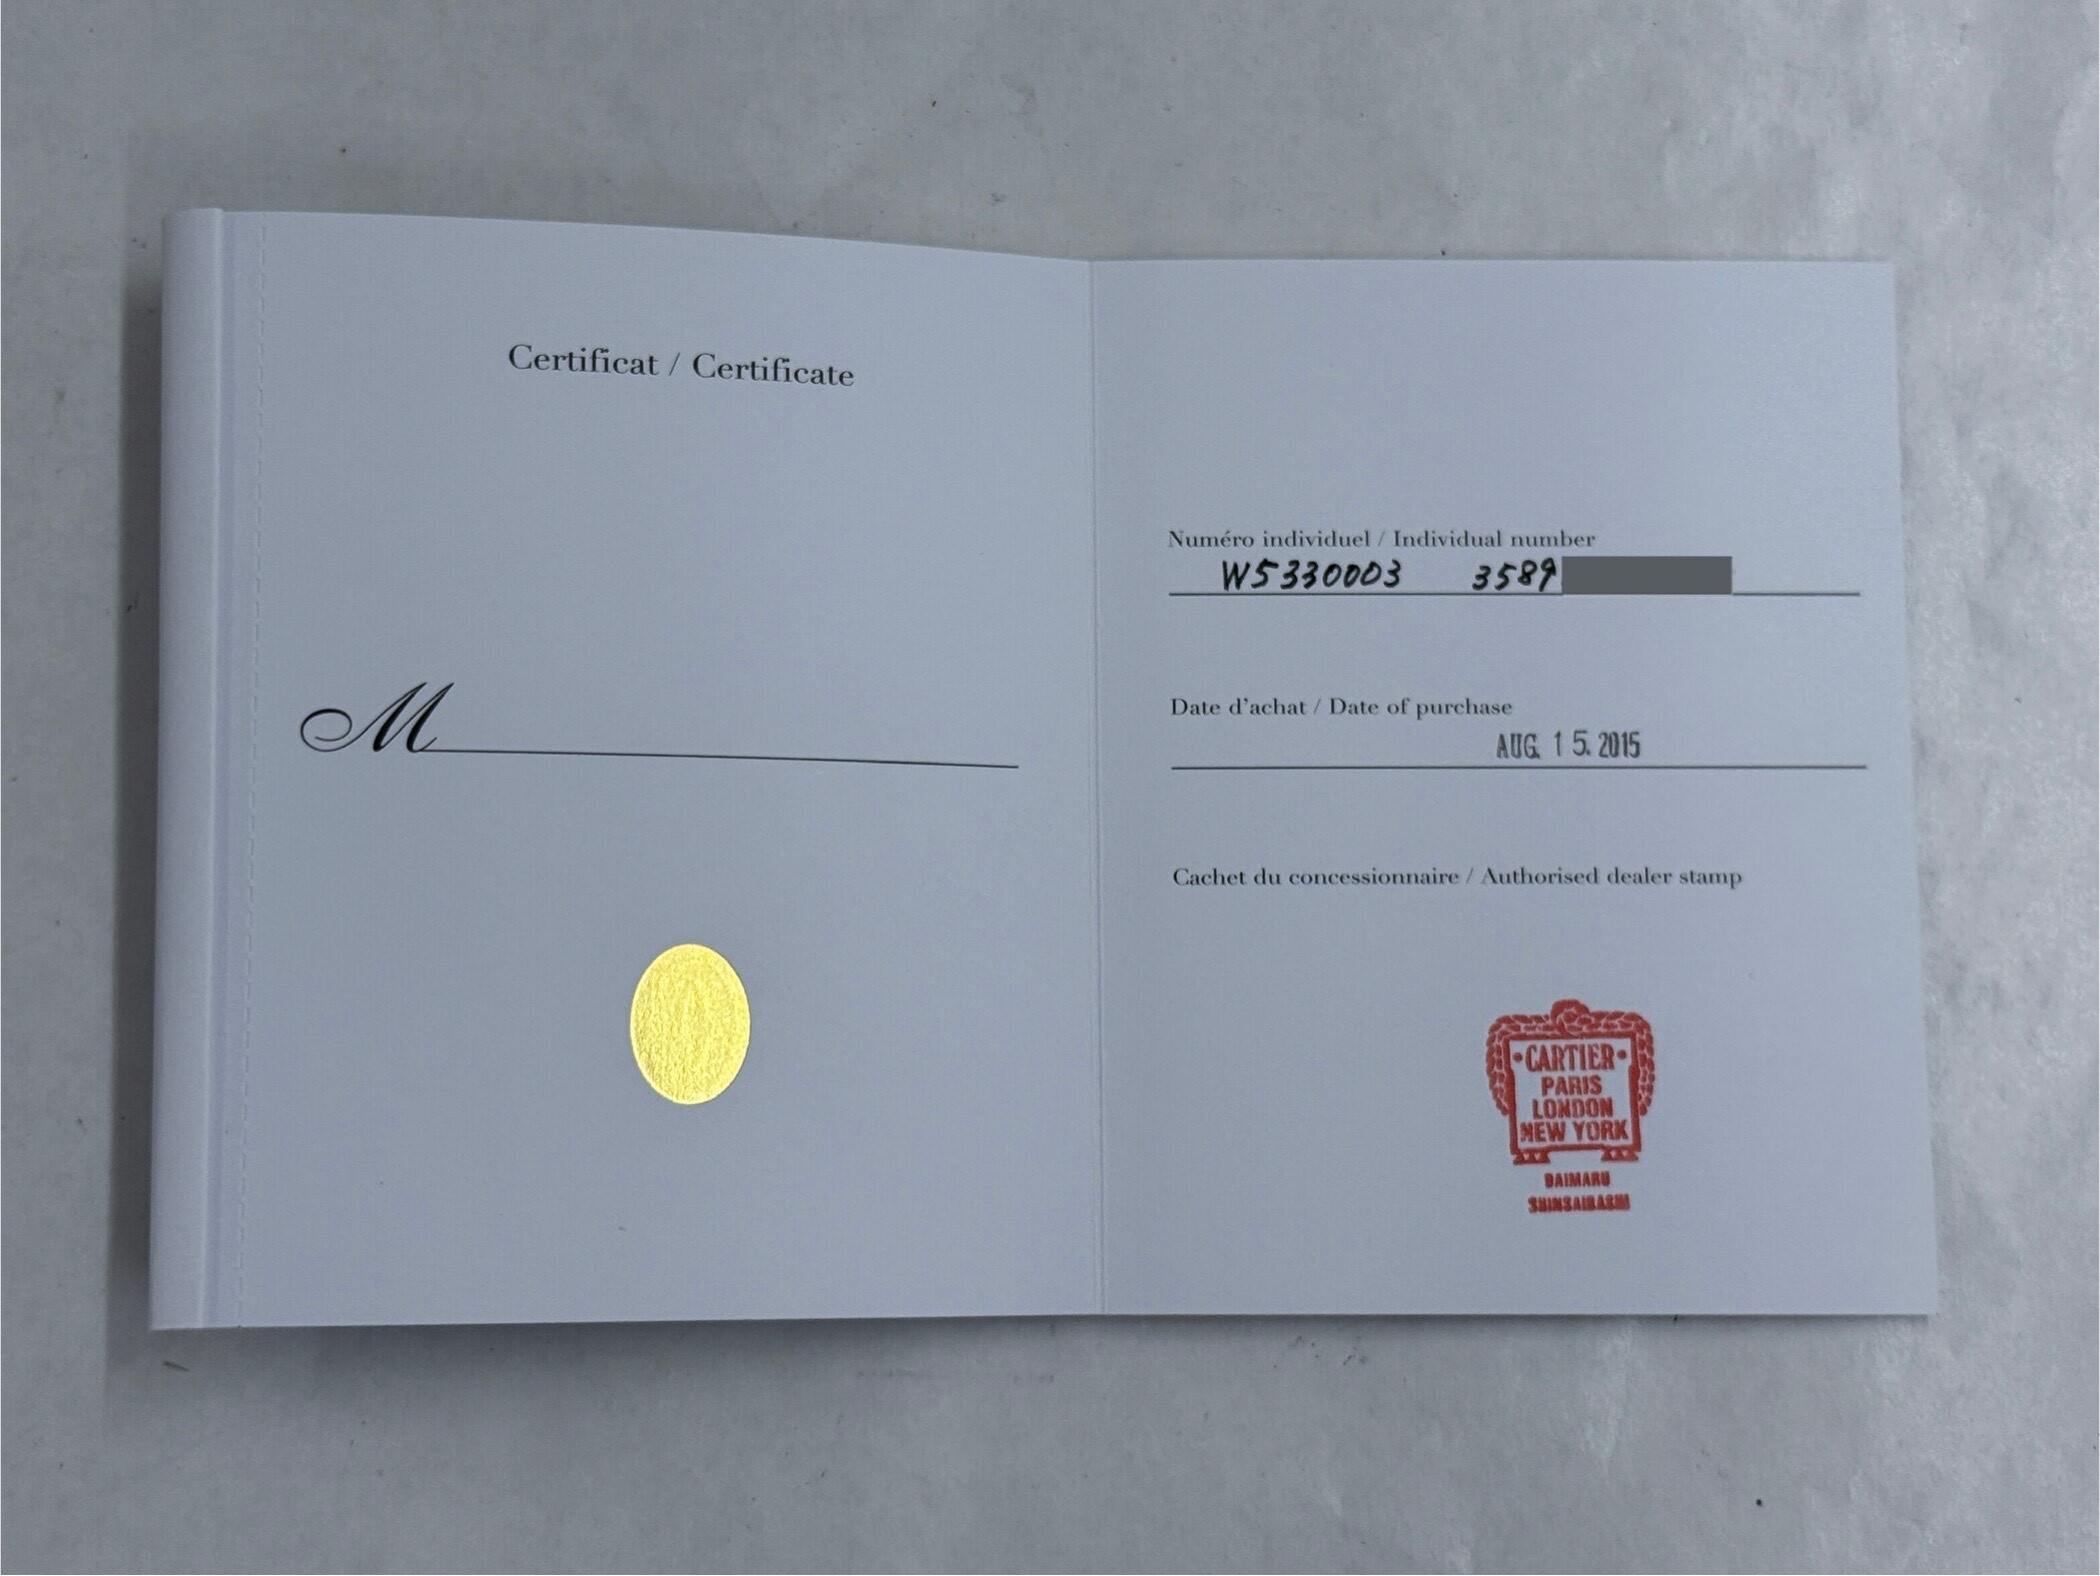 Certificat / Certificate
M
Numéro individuel / Individual number
W5330003 3589
Date d'achat / Date of purchase
AUG. 15. 2015
Cachet du concessionnaire / Authorised dealer stamp
CARTIER
PARIS
LONDON
NEW YORK
DAIMARU
SHINSAIBASHI